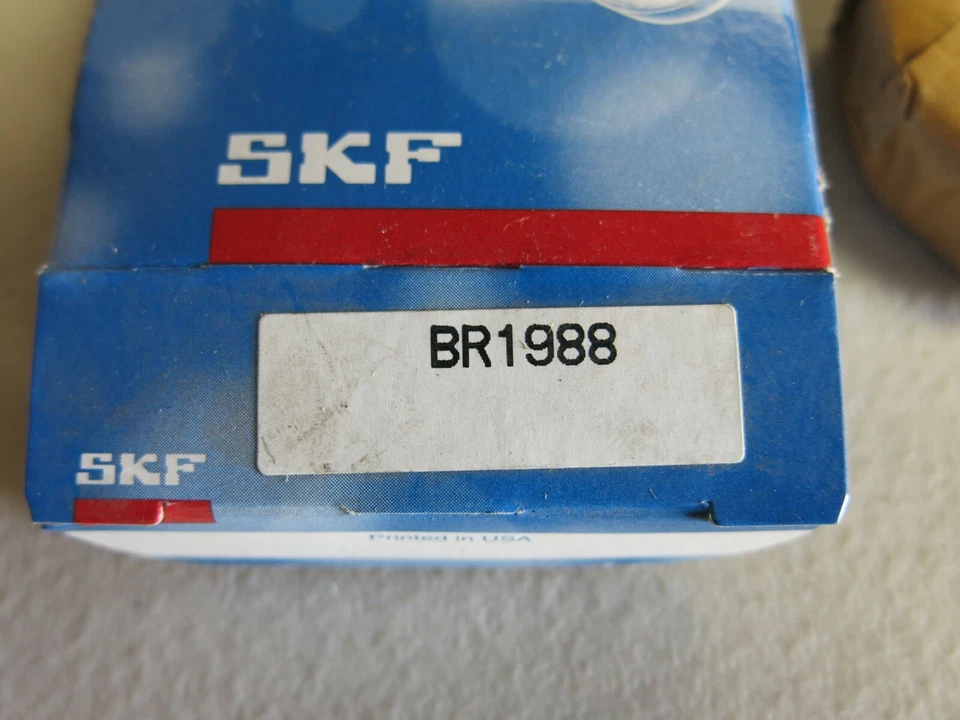 SKF
BR1988
SKF
Printed in USA